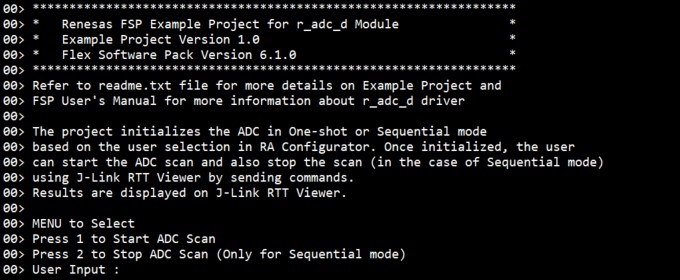 00> ******************************************************************
00> *   Renesas FSP Example Project for r_adc_d Module               *
00> *   Example Project Version 1.0                                  *
00> *   Flex Software Pack Version 6.1.0                             *
00> ******************************************************************
00> Refer to readme.txt file for more details on Example Project and
00> FSP User's Manual for more information about r_adc_d driver
00>
00> The project initializes the ADC in One-shot or Sequential mode
00> based on the user selection in RA Configurator. Once initialized, the user
00> can start the ADC scan and also stop the scan (in the case of Sequential mode)
00> using J-Link RTT Viewer by sending commands.
00> Results are displayed on J-Link RTT Viewer.
00>
00> MENU to Select
00> Press 1 to Start ADC Scan
00> Press 2 to Stop ADC Scan (Only for Sequential mode)
00> User Input :